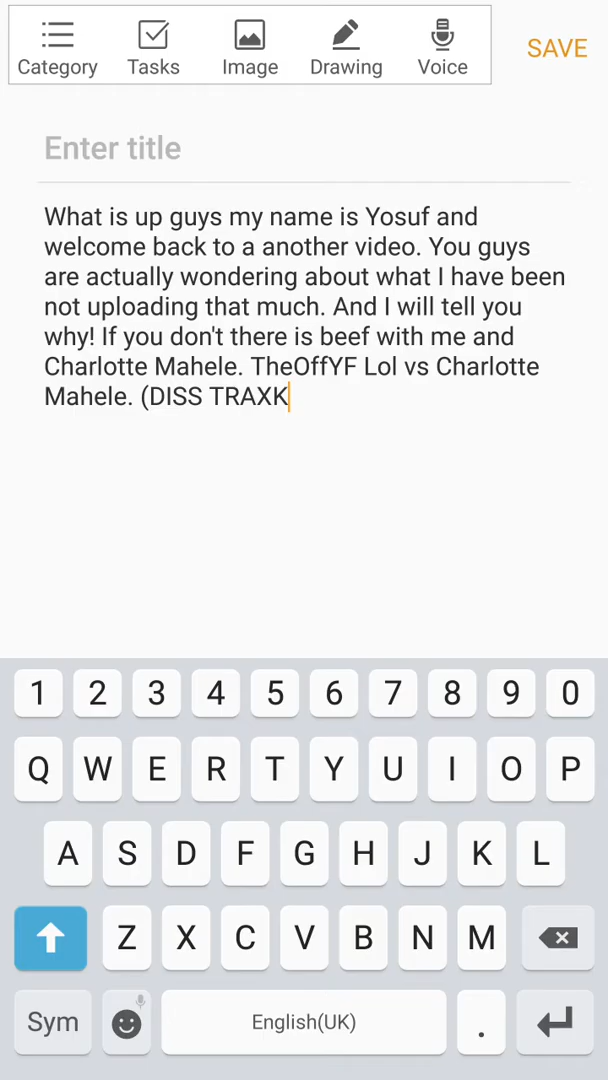 Category Tasks Image Drawing Voice SAVE
Enter title
What is up guys my name is Yosuf and
welcome back to a another video. You guys
are actually wondering about what I have been
not uploading that much. And I will tell you
why! If you don't there is beef with me and
Charlotte Mahele. TheOffYF Lol vs Charlotte
Mahele. (DISS TRAXK
1 2 3 4 5 6 7 8 9 0
Q W E R T Y U I O P
A S D F G H J K L
Z X C V B N M
Sym English(UK) .